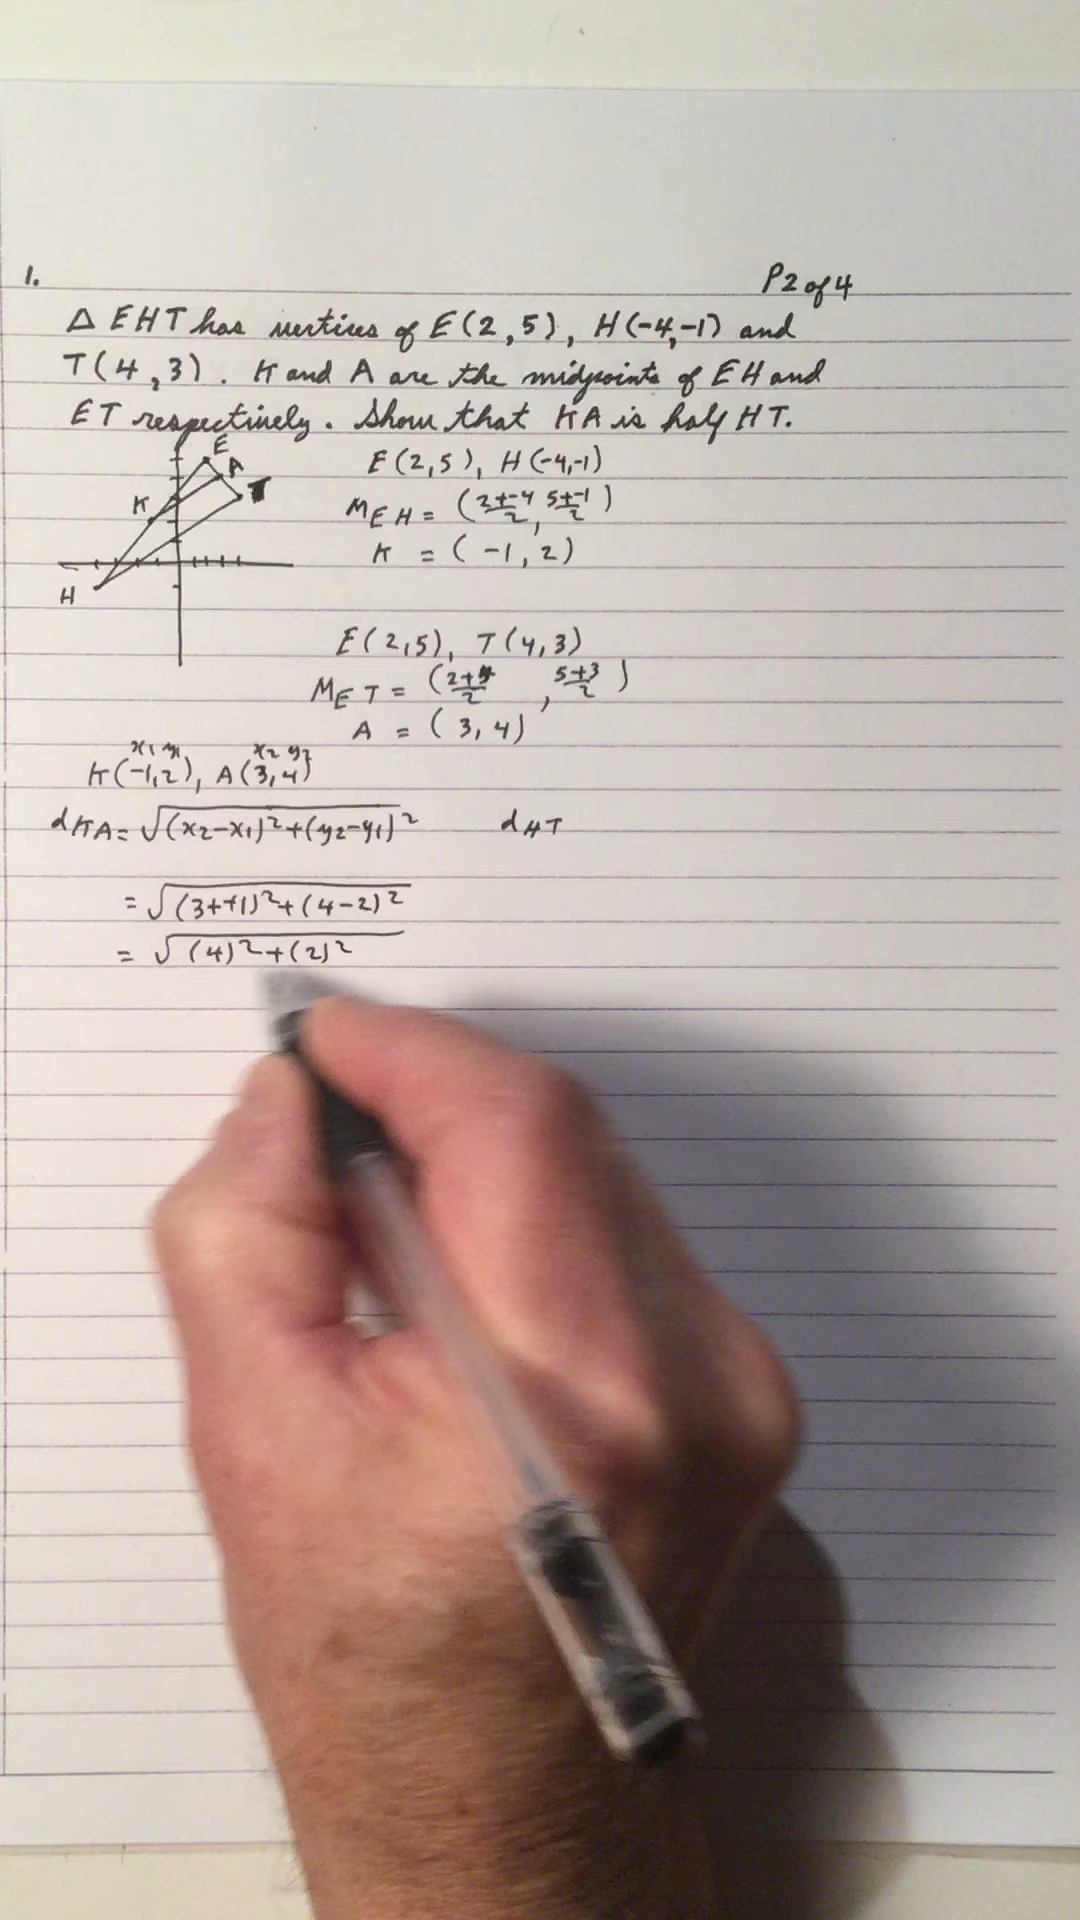 1.
P2 of 4
Δ EHT has vertices of E(2,5), H(-4,-1) and
T(4,3). K and A are the midpoints of EH and
ET respectively. Show that KA is half HT.
E
A
K
T
H
E(2,5), H(-4,-1)
M_EH = (2+-4/2, 5+-1/2)
K = (-1,2)
E(2,5), T(4,3)
M_ET = (2+4/2, 5+3/2)
A = (3,4)
x₁ y₁ x₂ y₂
K(-1,2), A(3,4)
d_KA = √(x₂-x₁)²+(y₂-y₁)²
d_HT
= √(3++1)²+(4-2)²
= √(4)²+(2)²